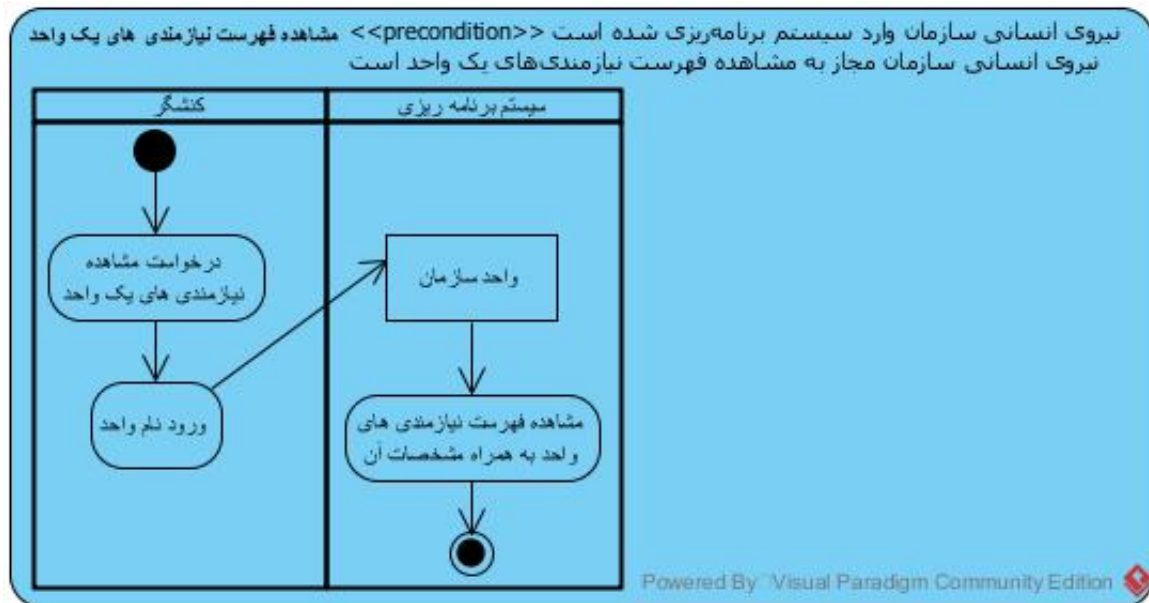 مشاهده فهرست نیازمندی های یک واحد <<precondition>> نیروی انسانی سازمان وارد سیستم برنامه‌ریزی شده است
نیروی انسانی سازمان مجاز به مشاهده فهرست نیازمندی‌های یک واحد است
کنشگر
سیستم برنامه ریزی
درخواست مشاهده
نیازمندی های یک واحد
ورود نام واحد
واحد سازمان
مشاهده فهرست نیازمندی های
واحد به همراه مشخصات آن
Powered By Visual Paradigm Community Edition